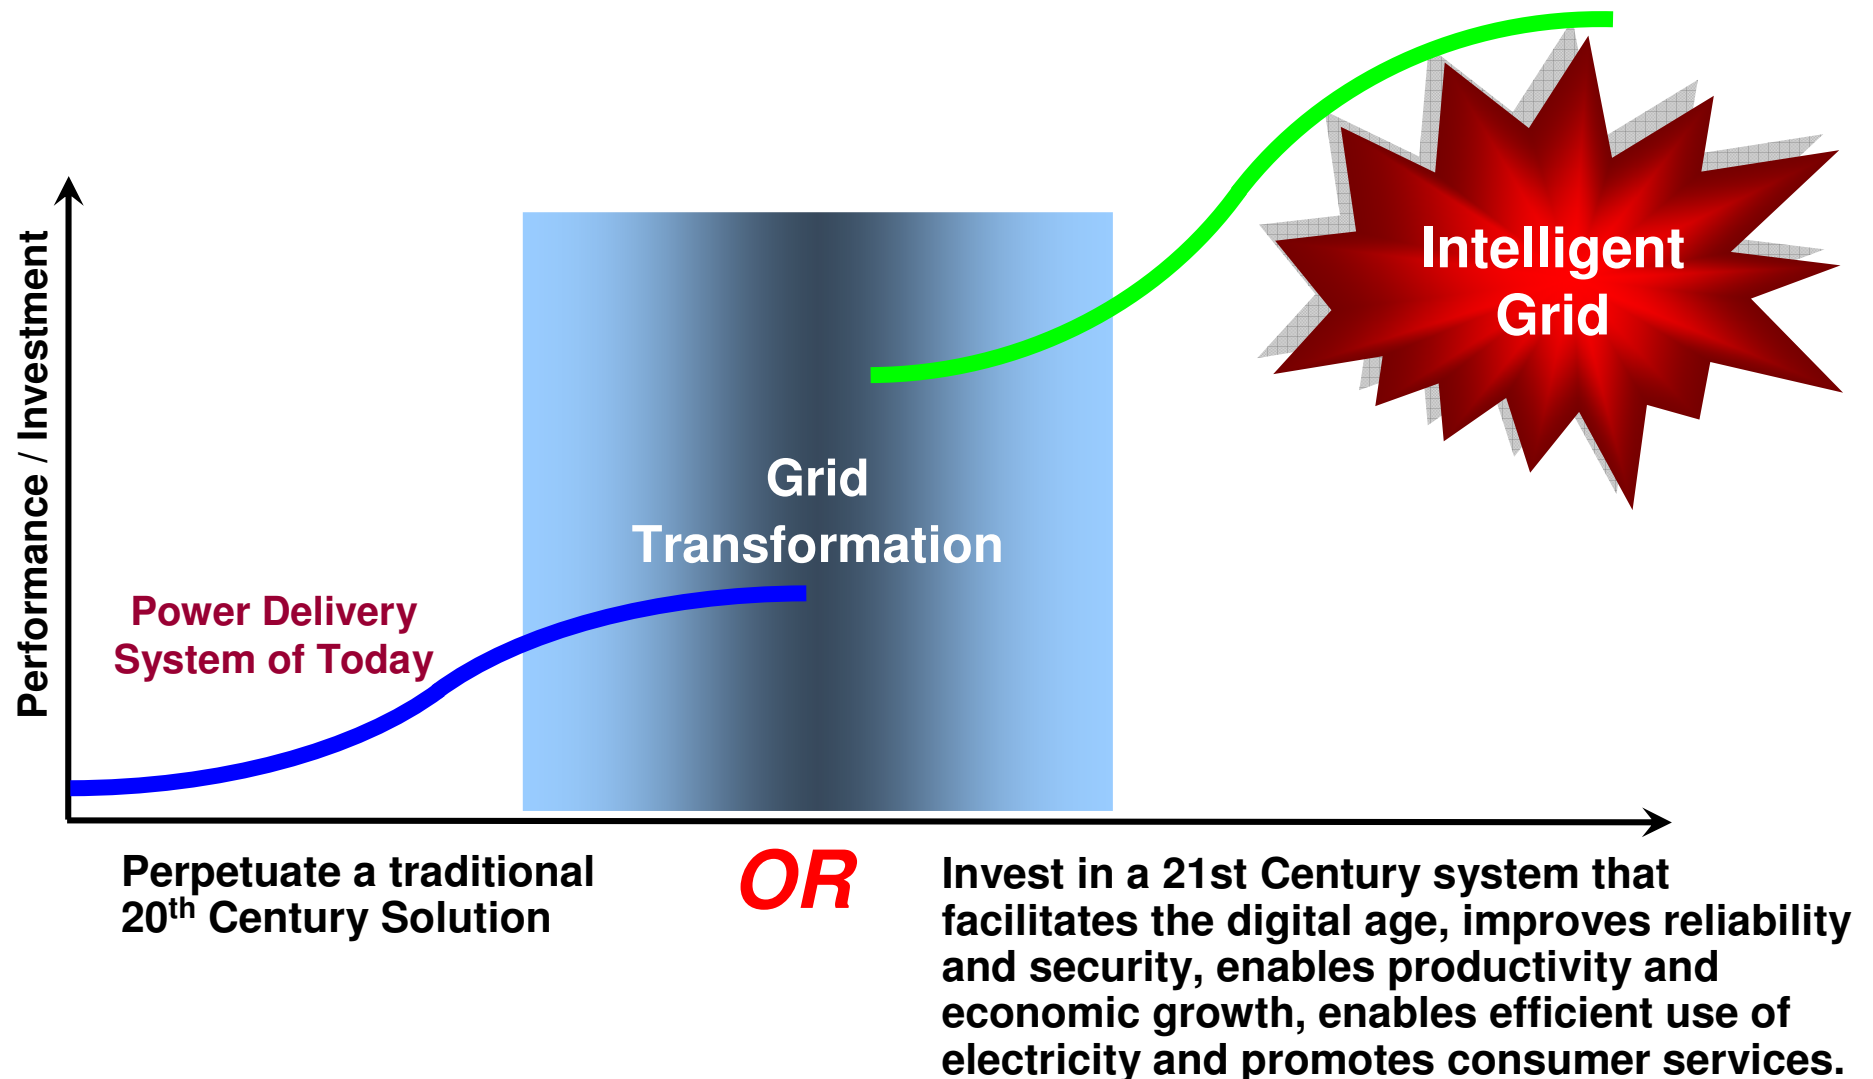 Intelligent
Grid
Performance / Investment
Grid
Transformation
Power Delivery
System of Today
Perpetuate a traditional
20th Century Solution
OR
Invest in a 21st Century system that
facilitates the digital age, improves reliability
and security, enables productivity and
economic growth, enables efficient use of
electricity and promotes consumer services.